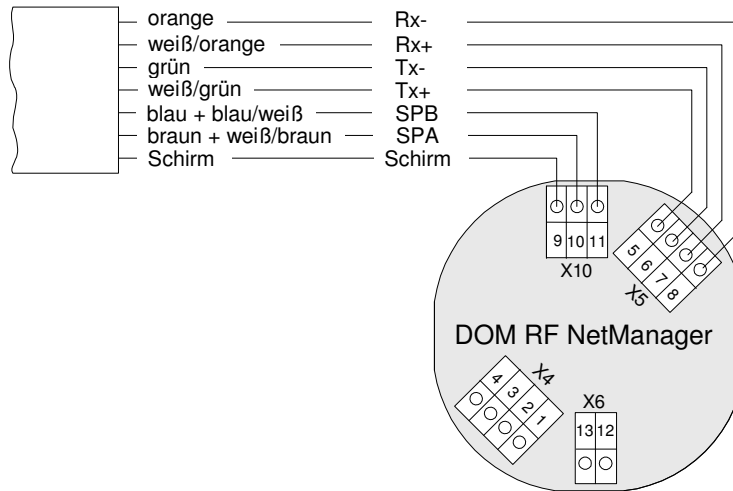 orange Rx-
weiß/orange Rx+
grün Tx-
weiß/grün Tx+
blau + blau/weiß SPB
braun + weiß/braun SPA
Schirm Schirm
9 10 11
X10
5 6 7 8
X5
DOM RF NetManager
4 3 2 1
X4
X6
13 12